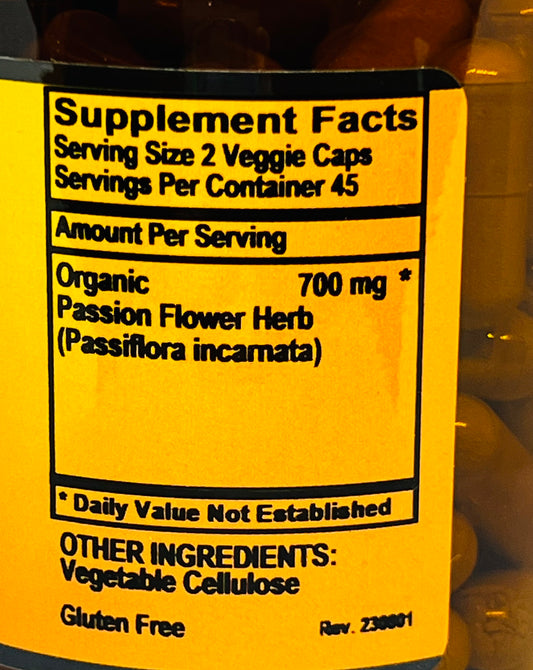 Supplement Facts
Serving Size 2 Veggie Caps
Servings Per Container 45
Amount Per Serving
Organic 700 mg *
Passion Flower Herb
(Passiflora incarnata)
* Daily Value Not Established
OTHER INGREDIENTS:
Vegetable Cellulose
Gluten Free
Rev.